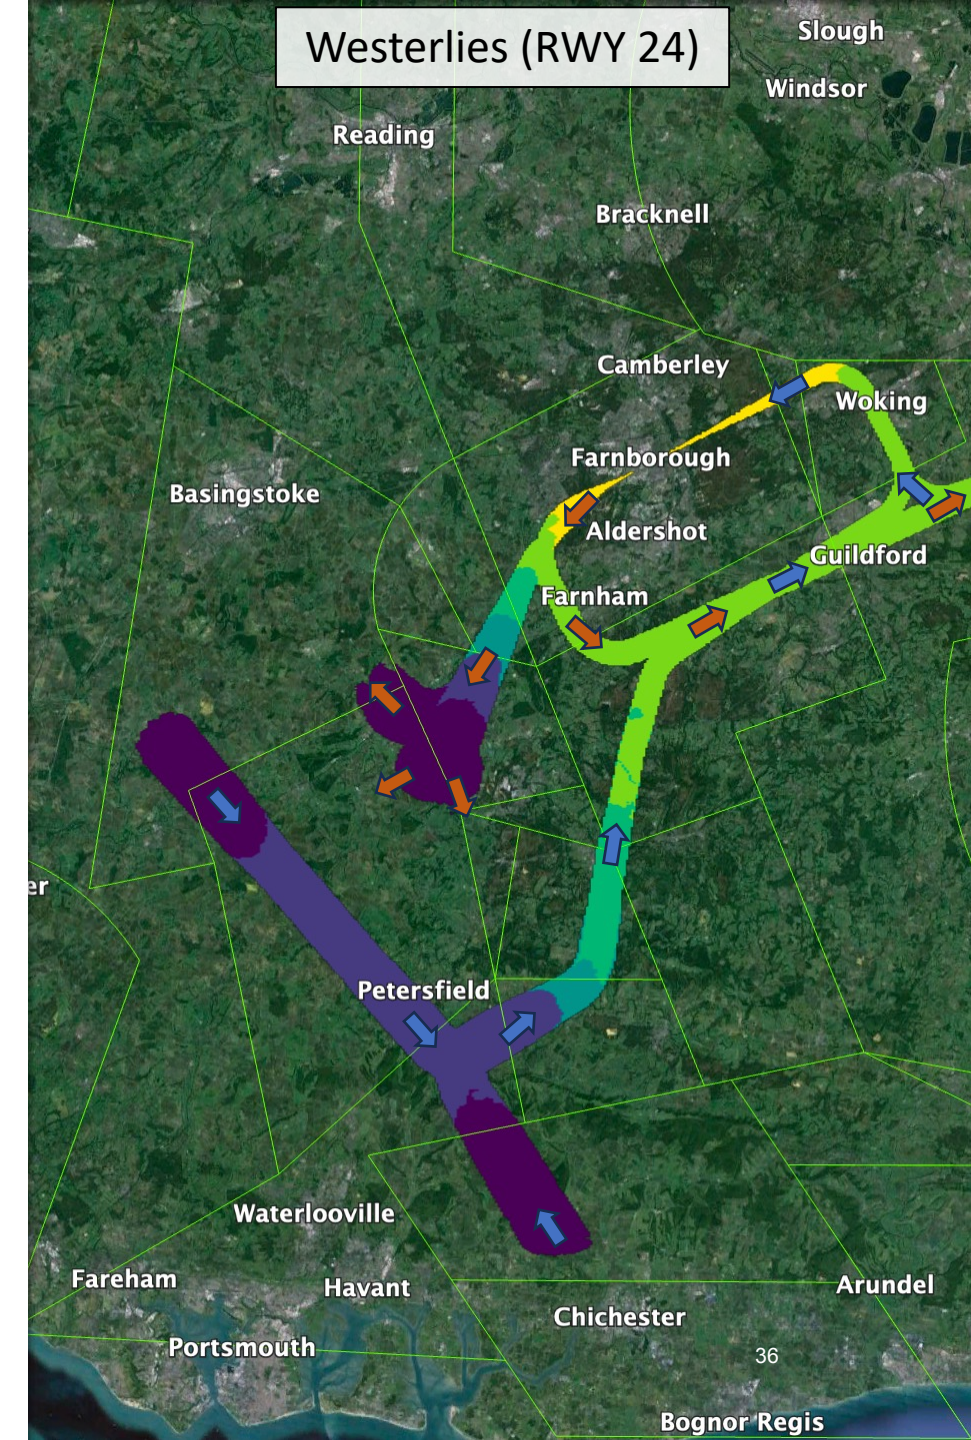 Westerlies (RWY 24)
Slough
Windsor
Reading
Bracknell
Camberley
Woking
Farnborough
Basingstoke
Aldershot
Guildford
Farnham
er
Petersfield
Waterlooville
Fareham
Havant
Arundel
Chichester
Portsmouth
36
Bognor Regis